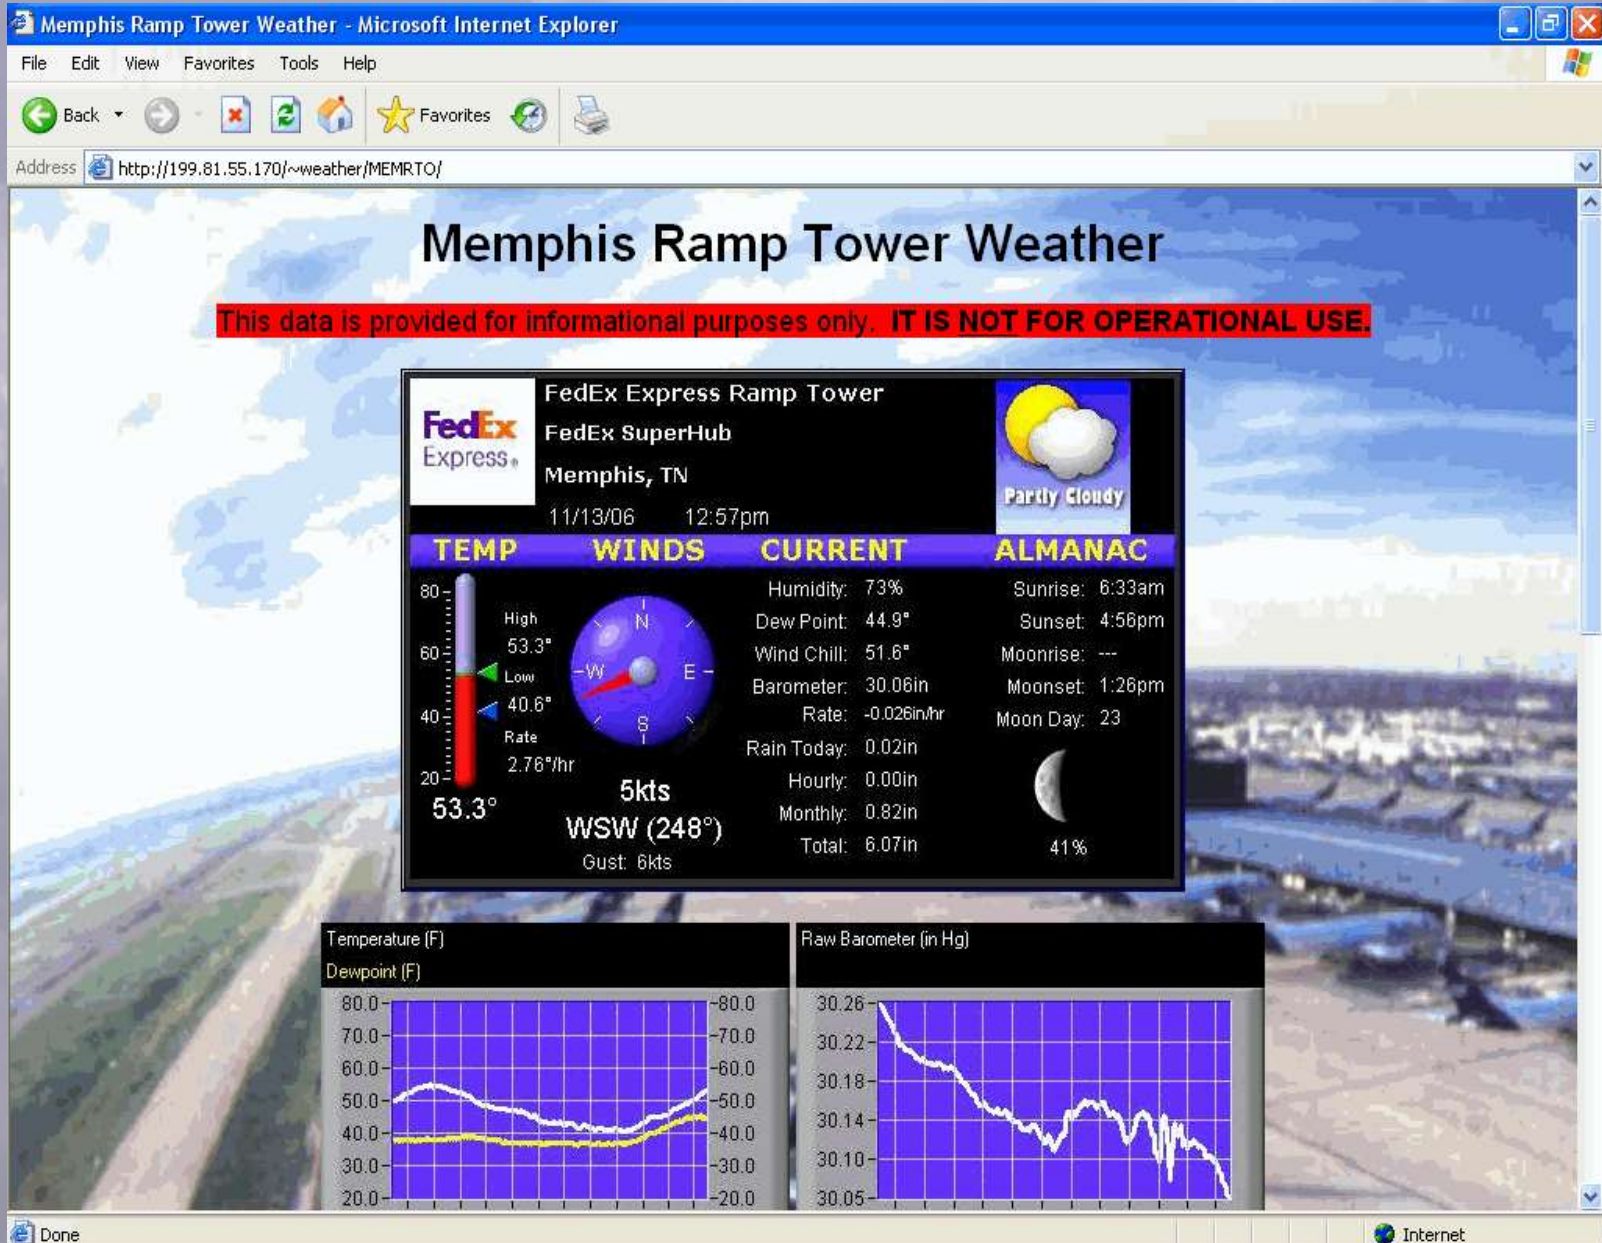 Memphis Ramp Tower Weather - Microsoft Internet Explorer
File Edit View Favorites Tools Help
Back Favorites
Address http://199.81.55.170/~weather/MEMRTO/
Memphis Ramp Tower Weather
This data is provided for informational purposes only. IT IS NOT FOR OPERATIONAL USE.
FedEx Express®
FedEx Express Ramp Tower
FedEx SuperHub
Memphis, TN
11/13/06 12:57pm
Partly Cloudy
TEMP WINDS CURRENT ALMANAC
80
60
40
20
High
53.3°
Low
40.6°
Rate
2.76°/hr
53.3°
N
W E
S
5kts
WSW (248°)
Gust: 6kts
Humidity: 73%
Dew Point: 44.9°
Wind Chill: 51.6°
Barometer: 30.06in
Rate: -0.026in/hr
Rain Today: 0.02in
Hourly: 0.00in
Monthly: 0.82in
Total: 6.07in
Sunrise: 6:33am
Sunset: 4:56pm
Moonrise: ---
Moonset: 1:26pm
Moon Day: 23
41%
Temperature (F)
Dewpoint (F)
80.0 80.0
70.0 70.0
60.0 60.0
50.0 50.0
40.0 40.0
30.0 30.0
20.0 20.0
Raw Barometer (in Hg)
30.26
30.22
30.18
30.14
30.10
30.05
Done Internet